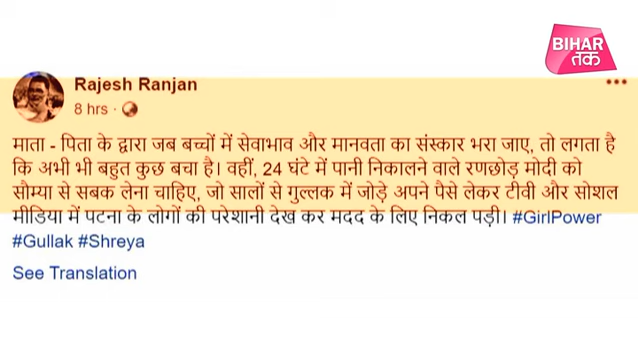 BIHAR
तक
Rajesh Ranjan
8 hrs ·
माता - पिता के द्वारा जब बच्चों में सेवाभाव और मानवता का संस्कार भरा जाए, तो लगता है
कि अभी भी बहुत कुछ बचा है। वहीं, 24 घंटे में पानी निकालने वाले रणछोड़ मोदी को
सौम्या से सबक लेना चाहिए, जो सालों से गुल्लक में जोड़े अपने पैसे लेकर टीवी और सोशल
मीडिया में पटना के लोगों की परेशानी देख कर मदद के लिए निकल पड़ी। #GirlPower
#Gullak #Shreya
See Translation